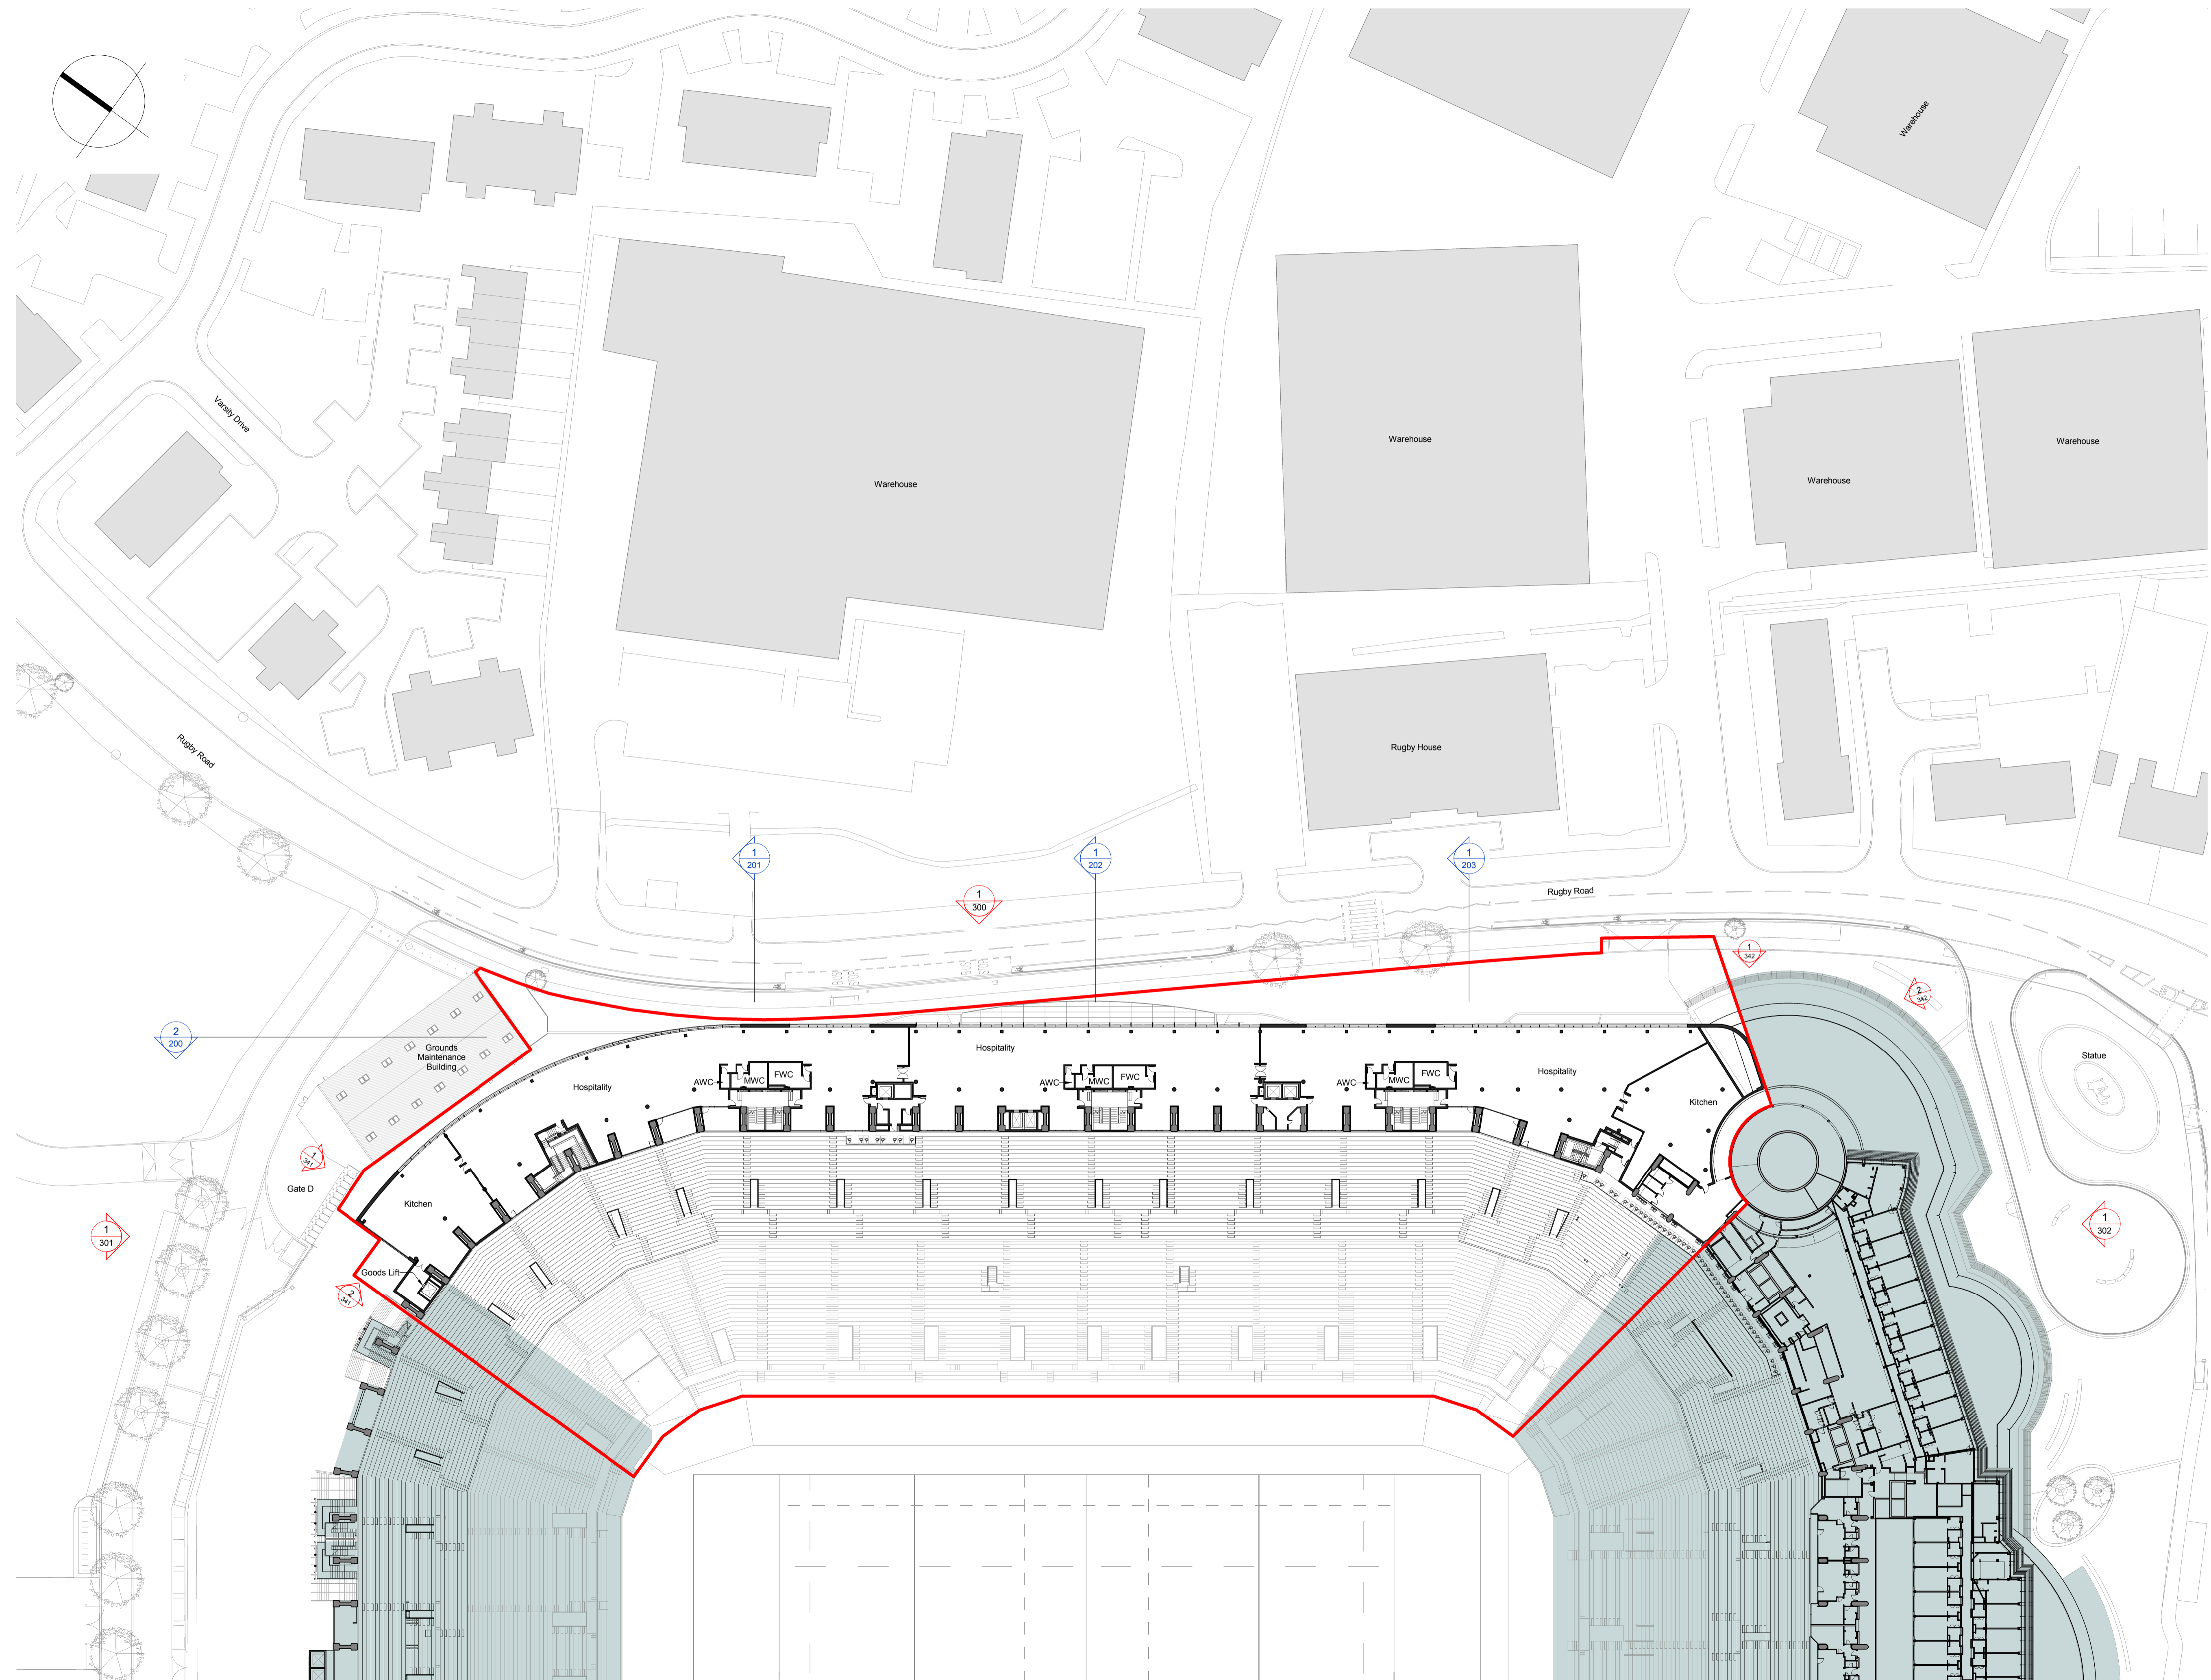 Warehouse
Varsity Drive
Warehouse
Warehouse
Warehouse
Warehouse
Rugby Road
Rugby House
1
201
1
202
1
203
1
300
Rugby Road
1
342
2
342
2
200
Grounds
Maintenance
Building
Hospitality
Hospitality
Hospitality
AWC
MWC
FWC
AWC
MWC
FWC
AWC
MWC
FWC
Kitchen
Statue
1
341
Gate D
Kitchen
1
301
1
302
Goods Lift
2
341